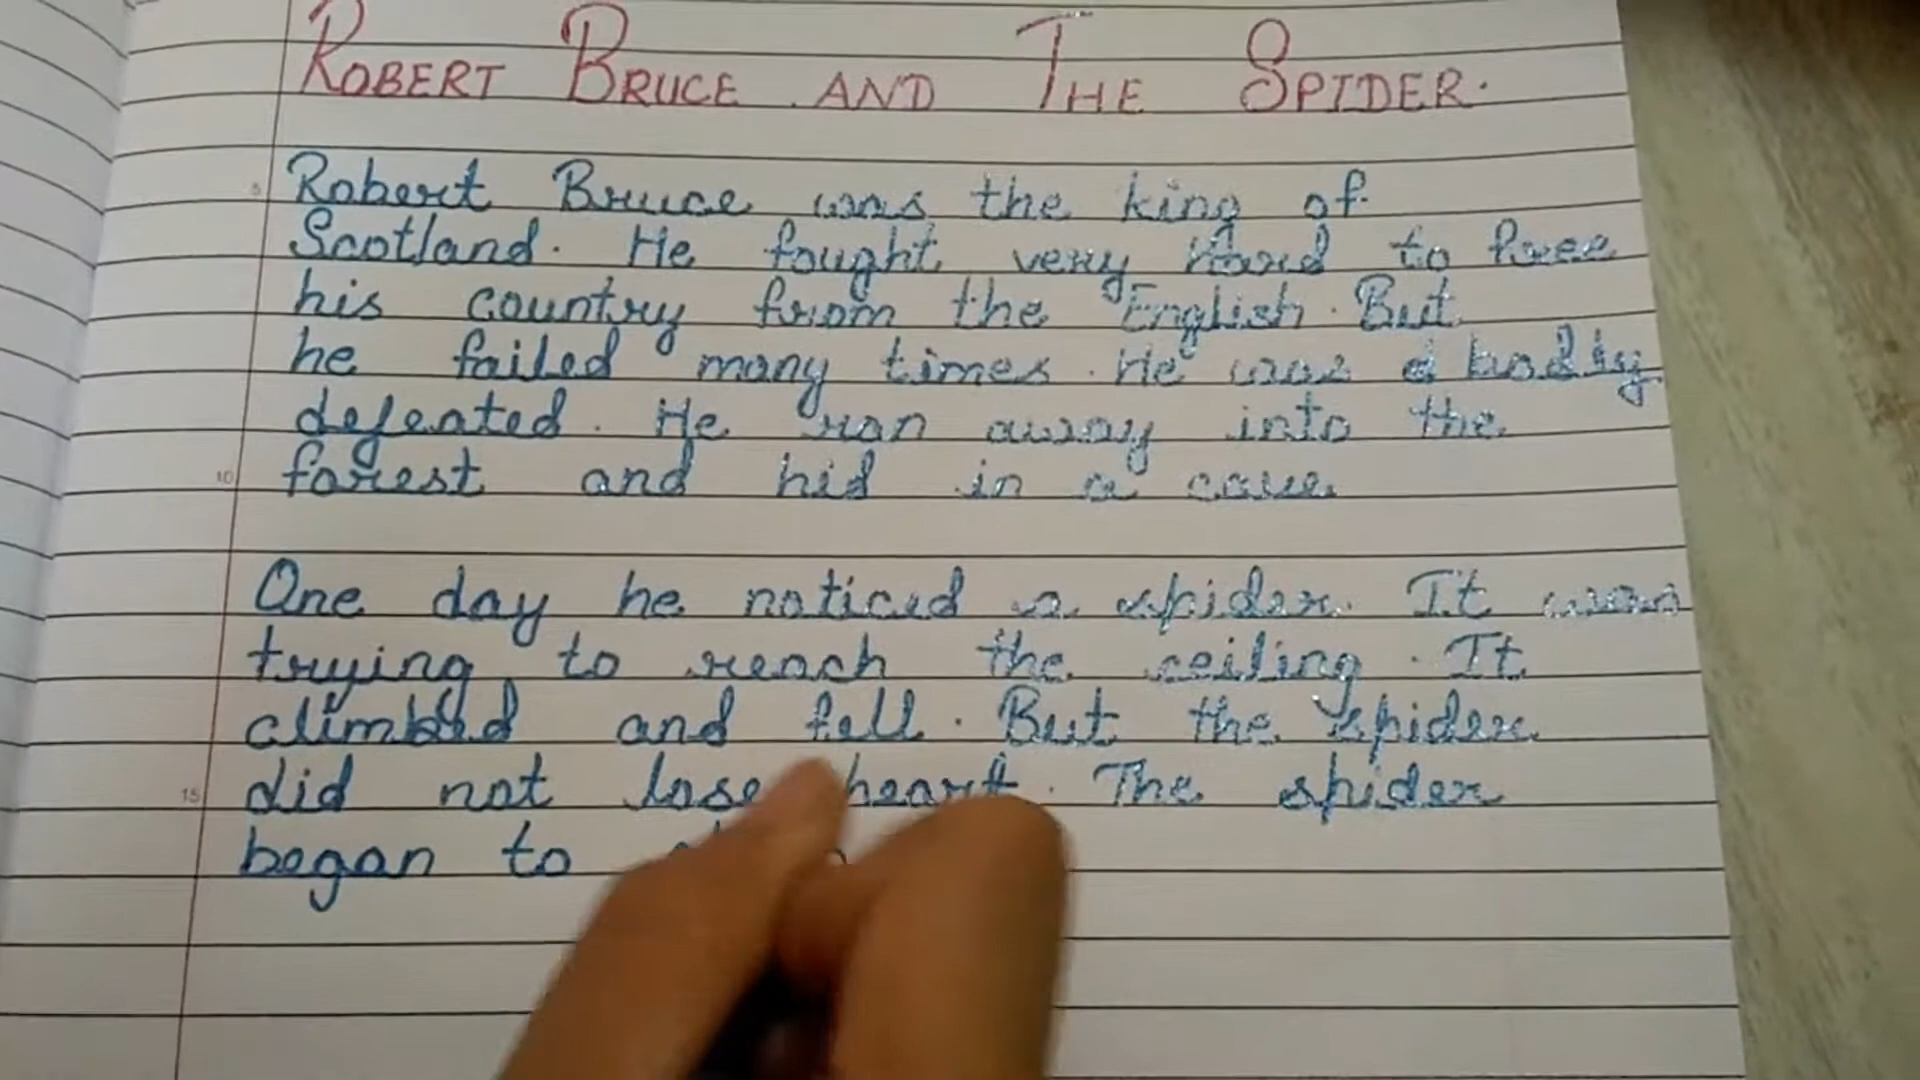 ROBERT BRUCE AND THE SPIDER.
5 Robert Bruce was the king of
Scotland. He fought very hard to free
his country from the English. But
he failed many times. He was badly
defeated. He ran away into the
10 forest and hid in a cave.
One day he noticed a spider. It was
trying to reach the ceiling. It
climbed and fell. But the spider
15 did not lose heart. The spider
began to